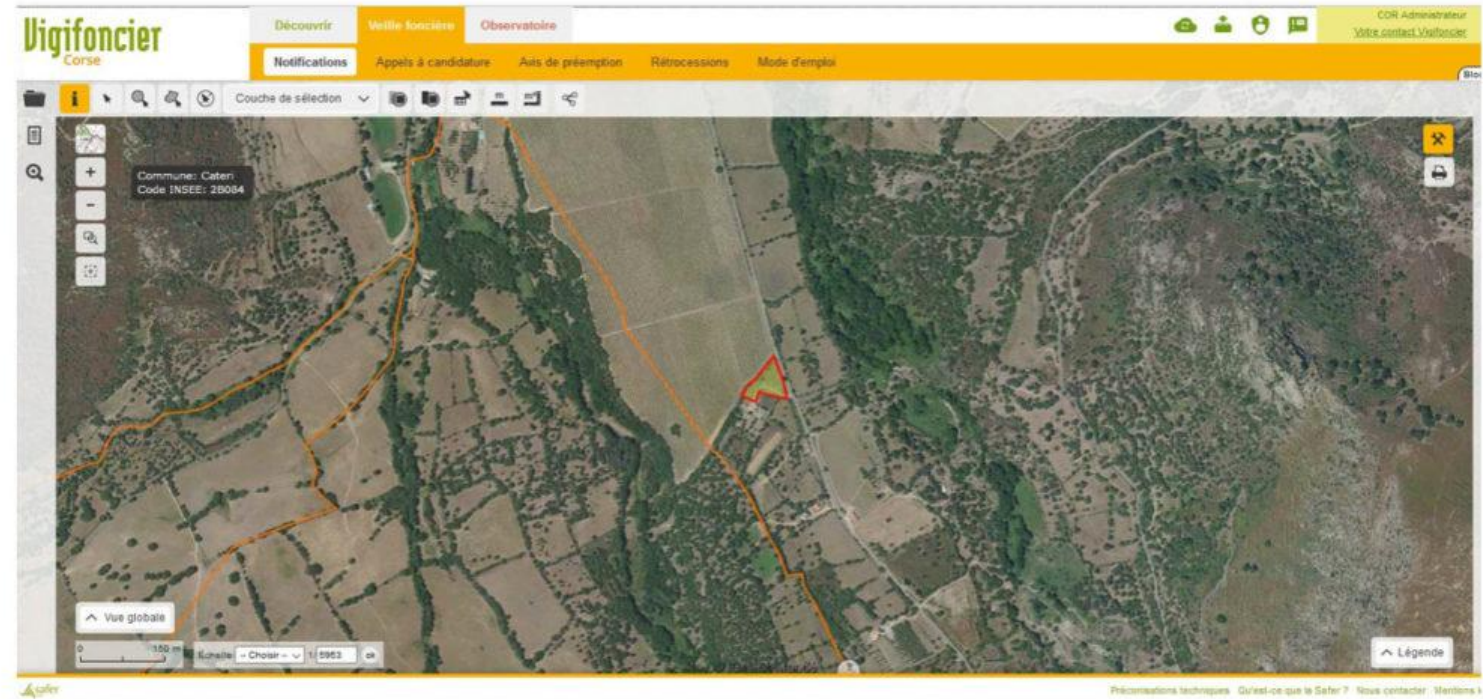 Vigifoncier
Corse
Découvrir
Veille foncière
Observatoire
COR Administrateur
Votre contact Vigifoncier
Notifications
Appels à candidature
Avis de préemption
Rétrocessions
Mode d'emploi
Couche de sélection
Commune: Cateri
Code INSEE: 2B084
Vue globale
0 150 m
Echelle -- Choisir -- 1/ 5963 ok
Légende
safer
Préconisations techniques Qu'est-ce que la Safer ? Nous contacter Mentions